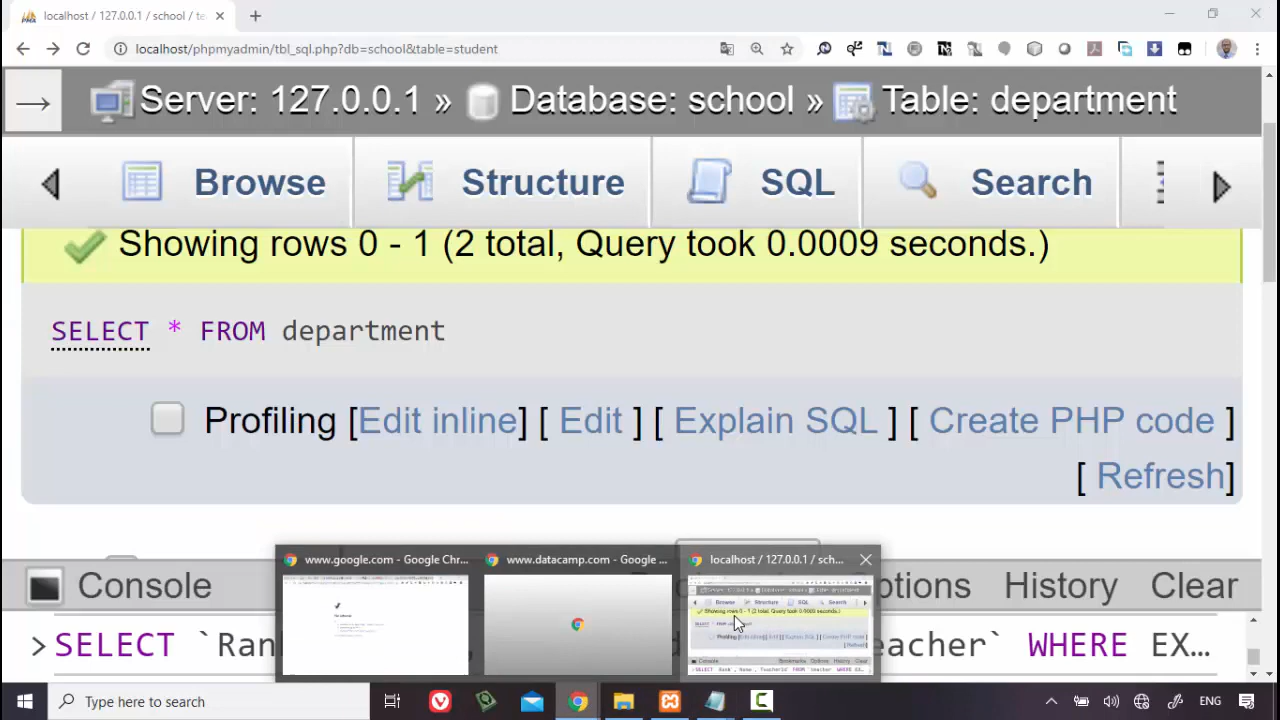 localhost / 127.0.0.1 / school / te
localhost/phpmyadmin/tbl_sql.php?db=school&table=student
Server: 127.0.0.1 » Database: school » Table: department
Browse Structure SQL Search
Showing rows 0 - 1 (2 total, Query took 0.0009 seconds.)
SELECT * FROM department
Profiling [Edit inline] [ Edit ] [ Explain SQL ] [ Create PHP code ]
[ Refresh]
www.google.com - Google Chr... www.datacamp.com - Google ... localhost / 127.0.0.1 / sch...
Console ptions History Clear
>SELECT `Ran eacher` WHERE EX...
Type here to search ENG